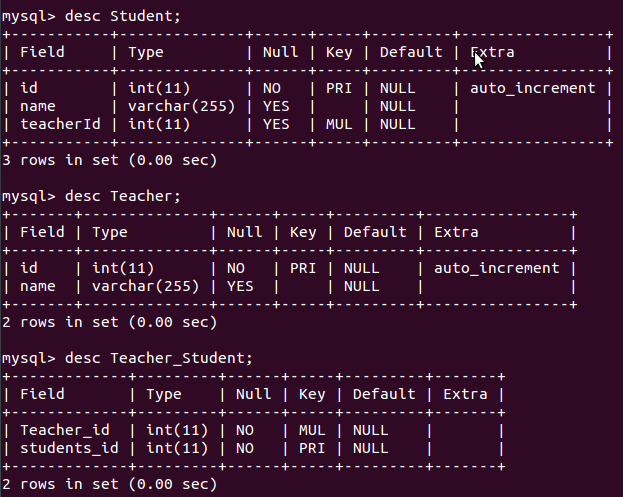 mysql> desc Student;
+-----------+--------------+------+-----+---------+----------------+
| Field     | Type         | Null | Key | Default | Extra          |
+-----------+--------------+------+-----+---------+----------------+
| id        | int(11)      | NO   | PRI | NULL    | auto_increment |
| name      | varchar(255) | YES  |     | NULL    |                |
| teacherId | int(11)      | YES  | MUL | NULL    |                |
+-----------+--------------+------+-----+---------+----------------+
3 rows in set (0.00 sec)

mysql> desc Teacher;
+-------+--------------+------+-----+---------+----------------+
| Field | Type         | Null | Key | Default | Extra          |
+-------+--------------+------+-----+---------+----------------+
| id    | int(11)      | NO   | PRI | NULL    | auto_increment |
| name  | varchar(255) | YES  |     | NULL    |                |
+-------+--------------+------+-----+---------+----------------+
2 rows in set (0.00 sec)

mysql> desc Teacher_Student;
+-------------+---------+------+-----+---------+-------+
| Field       | Type    | Null | Key | Default | Extra |
+-------------+---------+------+-----+---------+-------+
| Teacher_id  | int(11) | NO   | MUL | NULL    |       |
| students_id | int(11) | NO   | PRI | NULL    |       |
+-------------+---------+------+-----+---------+-------+
2 rows in set (0.00 sec)